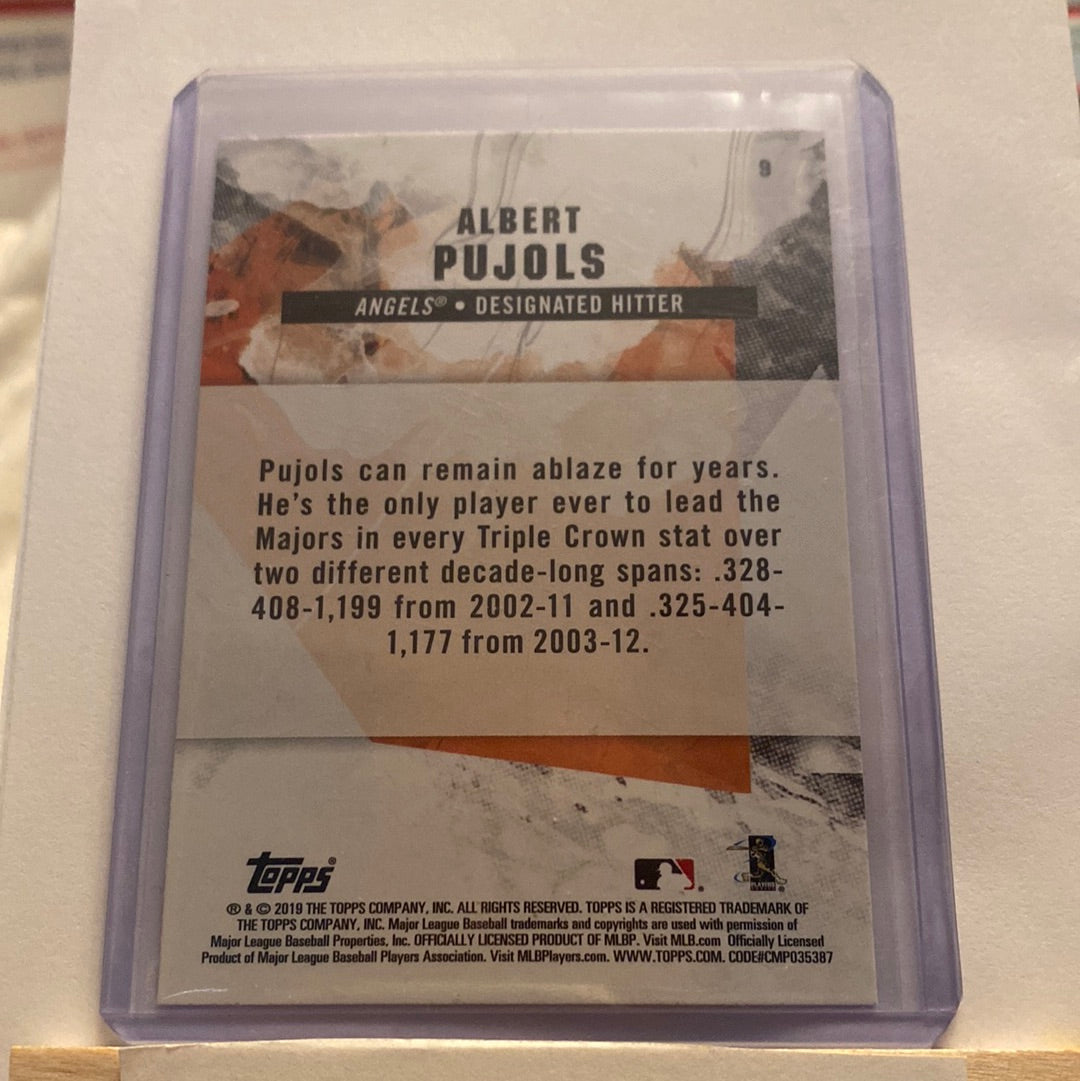 9
ALBERT
PUJOLS
ANGELS® • DESIGNATED HITTER
Pujols can remain ablaze for years.
He's the only player ever to lead the
Majors in every Triple Crown stat over
two different decade-long spans: .328-
408-1,199 from 2002-11 and .325-404-
1,177 from 2003-12.
Topps®
® & © 2019 THE TOPPS COMPANY, INC. ALL RIGHTS RESERVED. TOPPS IS A REGISTERED TRADEMARK OF
THE TOPPS COMPANY, INC. Major League Baseball trademarks and copyrights are used with permission of
Major League Baseball Properties, Inc. OFFICIALLY LICENSED PRODUCT OF MLBP. Visit MLB.com Officially Licensed
Product of Major League Baseball Players Association. Visit MLBPlayers.com. WWW.TOPPS.COM. CODE#CMP035387